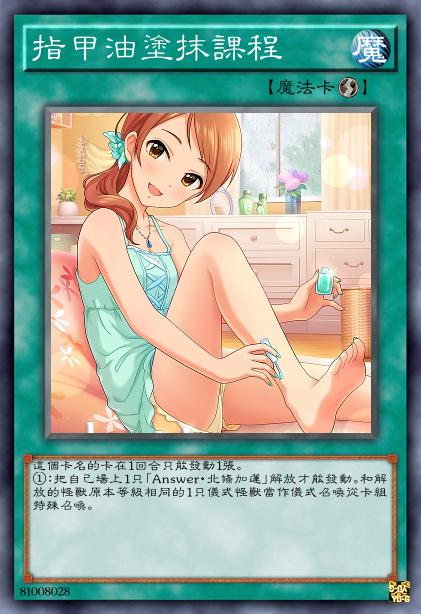 指甲油塗抹課程
魔
【魔法卡】
這個卡名的卡在1回合只能發動1張。
①:把自己場上1只「Answer・北條加蓮」解放才能發動。和解
放的怪獸原本等級相同的1只儀式怪獸當作儀式召喚從卡組
特殊召喚。
81008028